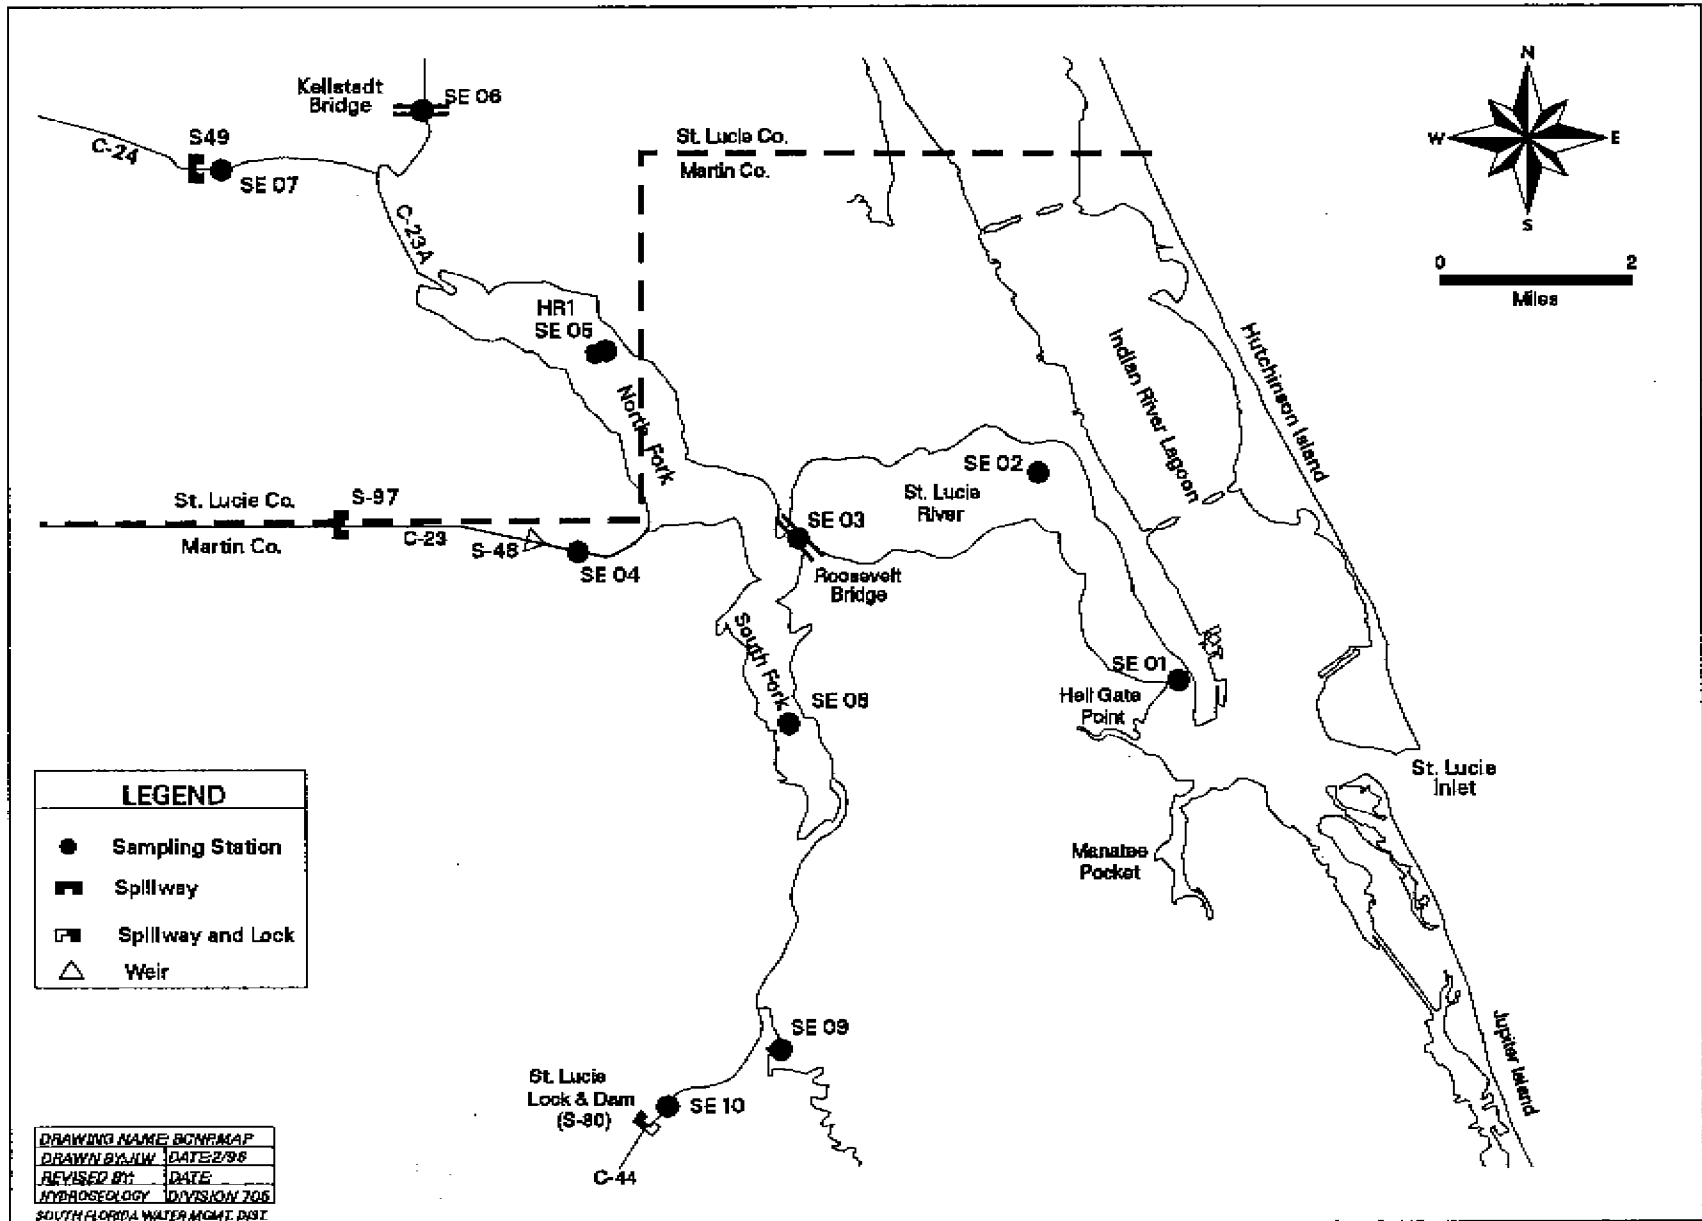 Kellstadt
Bridge
SE 06
N
W
E
S
S49
C-24
SE 07
St. Lucie Co.
Martin Co.
C-23A
0
2
Miles
HR1
SE 05
North Fork
Indian River Lagoon
Hutchinson Island
SE 02
St. Lucie
River
St. Lucie Co.
S-97
Martin Co.
C-23
S-48
SE 04
SE 03
Roosevelt
Bridge
South Fork
SE 08
SE 01
Hell Gate
Point
St. Lucie
Inlet
Manatee
Pocket
LEGEND
Sampling Station
Spillway
Spillway and Lock
Weir
SE 09
Jupiter Island
St. Lucie
Lock & Dam
(S-80)
SE 10
C-44
DRAWING NAME:
DRAWN BY:JLW DATE:2/96
REVISED BY: DATE:
HYDROGEOLOGY DIVISION 705
SOUTH FLORIDA WATER MGMT. DIST.